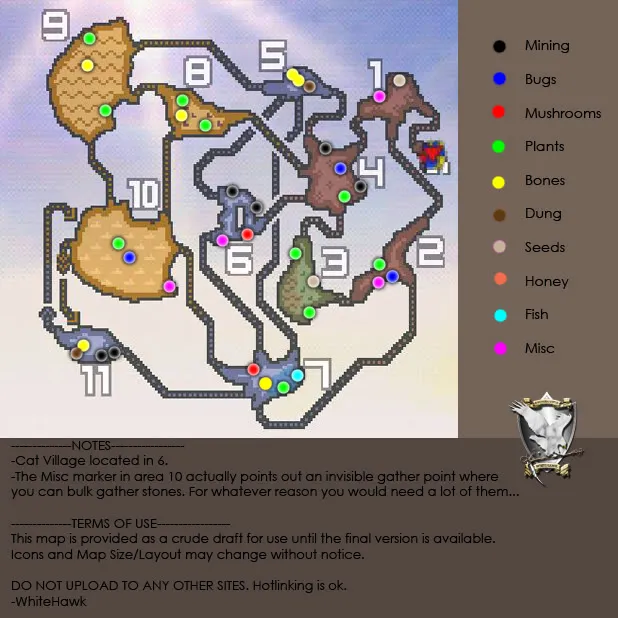 9
5
1
8
4
10
6
3
2
7
11
Mining
Bugs
Mushrooms
Plants
Bones
Dung
Seeds
Honey
Fish
Misc
--------------NOTES-----------------
-Cat Village located in 6.
-The Misc marker in area 10 actually points out an invisible gather point where
you can bulk gather stones. For whatever reason you would need a lot of them...
--------------TERMS OF USE-----------------
This map is provided as a crude draft for use until the final version is available.
Icons and Map Size/Layout may change without notice.
DO NOT UPLOAD TO ANY OTHER SITES. Hotlinking is ok.
-WhiteHawk